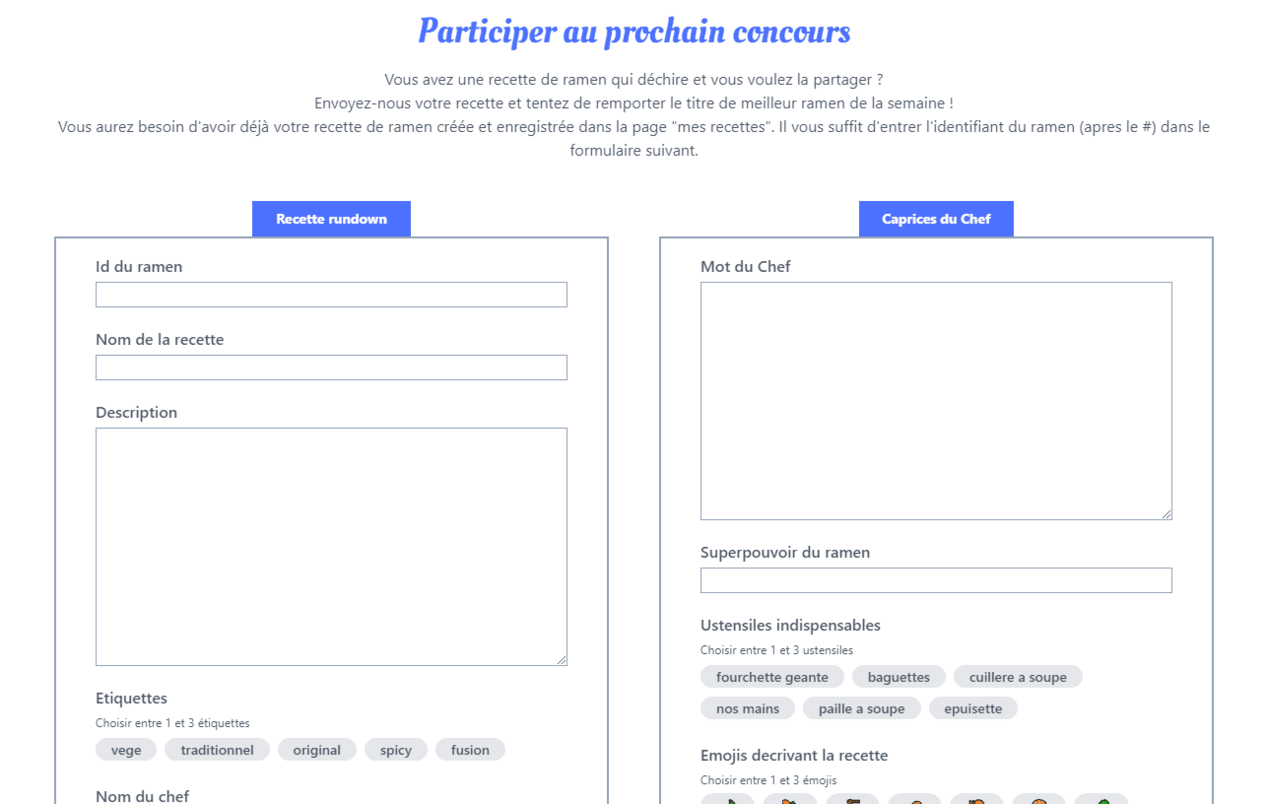 Participer au prochain concours
Vous avez une recette de ramen qui déchire et vous voulez la partager ?
Envoyez-nous votre recette et tentez de remporter le titre de meilleur ramen de la semaine !
Vous aurez besoin d'avoir déjà votre recette de ramen créée et enregistrée dans la page "mes recettes". Il vous suffit d'entrer l'identifiant du ramen (apres le #) dans le
formulaire suivant.
Recette rundown
Id du ramen
Nom de la recette
Description
Etiquettes
Choisir entre 1 et 3 étiquettes
vege traditionnel original spicy fusion
Nom du chef
Caprices du Chef
Mot du Chef
Superpouvoir du ramen
Ustensiles indispensables
Choisir entre 1 et 3 ustensiles
fourchette geante baguettes cuillere a soupe
nos mains paille a soupe epuisette
Emojis decrivant la recette
Choisir entre 1 et 3 émojis